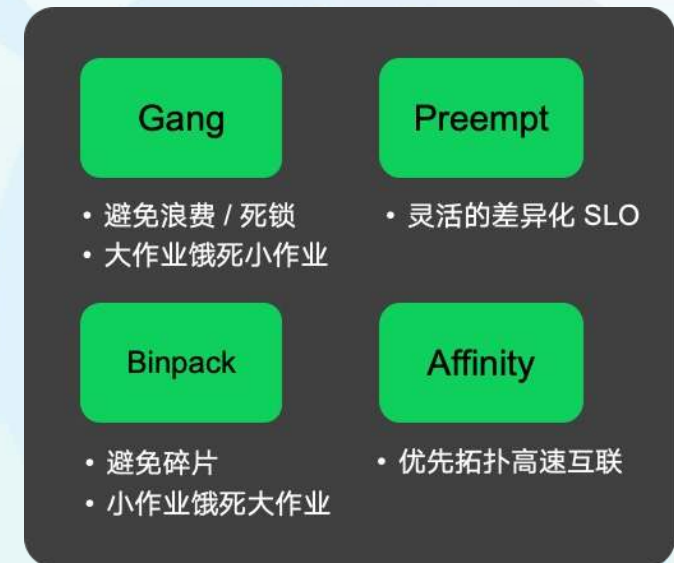 Gang
• 避免浪费 / 死锁
• 大作业饿死小作业
Preempt
• 灵活的差异化 SLO
Binpack
• 避免碎片
• 小作业饿死大作业
Affinity
• 优先拓扑高速互联